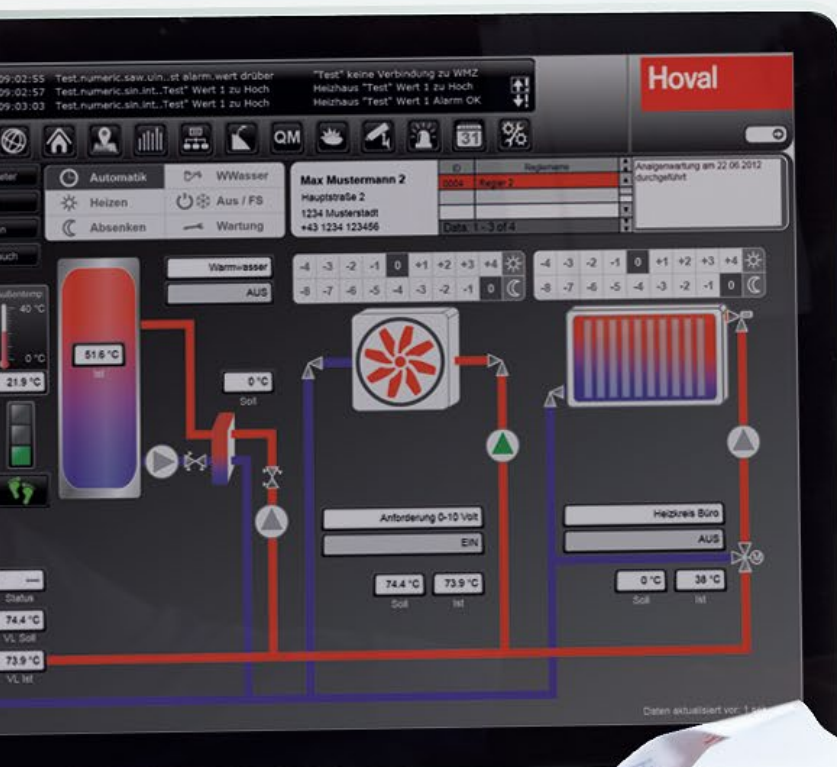 09:02:55 Test.numeric.saw.uin..st alarm.wert drüber "Test" keine Verbindung zu WMZ
09:02:57 Test.numeric.sin.int..Test" Wert 1 zu Hoch Heizhaus "Test" Wert 1 zu Hoch
09:03:03 Test.numeric.sin.int..Test" Wert 1 zu Hoch Heizhaus "Test" Wert 1 Alarm OK
Hoval
QM
31
Automatik WWasser
Heizen Aus / FS
Absenken Wartung
Max Mustermann 2
Hauptstraße 2
1234 Musterstadt
+43 1234 123456
ID Reglername
0004 Regler 2
Data: 1 - 3 of 4
Anlagenwartung am 22.06.2012
durchgeführt
Warmwasser
AUS
-4 -3 -2 -1 0 +1 +2 +3 +4
-8 -7 -6 -5 -4 -3 -2 -1 0
-4 -3 -2 -1 0 +1 +2 +3 +4
-8 -7 -6 -5 -4 -3 -2 -1 0
40 °C
0 °C
21.9 °C
51.6 °C
Ist
0 °C
Soll
Anforderung 0-10 Volt
EIN
74.4 °C 73.9 °C
Soll Ist
Heizkreis Büro
AUS
0 °C 38 °C
Soll Ist
M
Status
74.4 °C
VL Soll
73.9 °C
VL Ist
Daten aktualisiert vor: 1